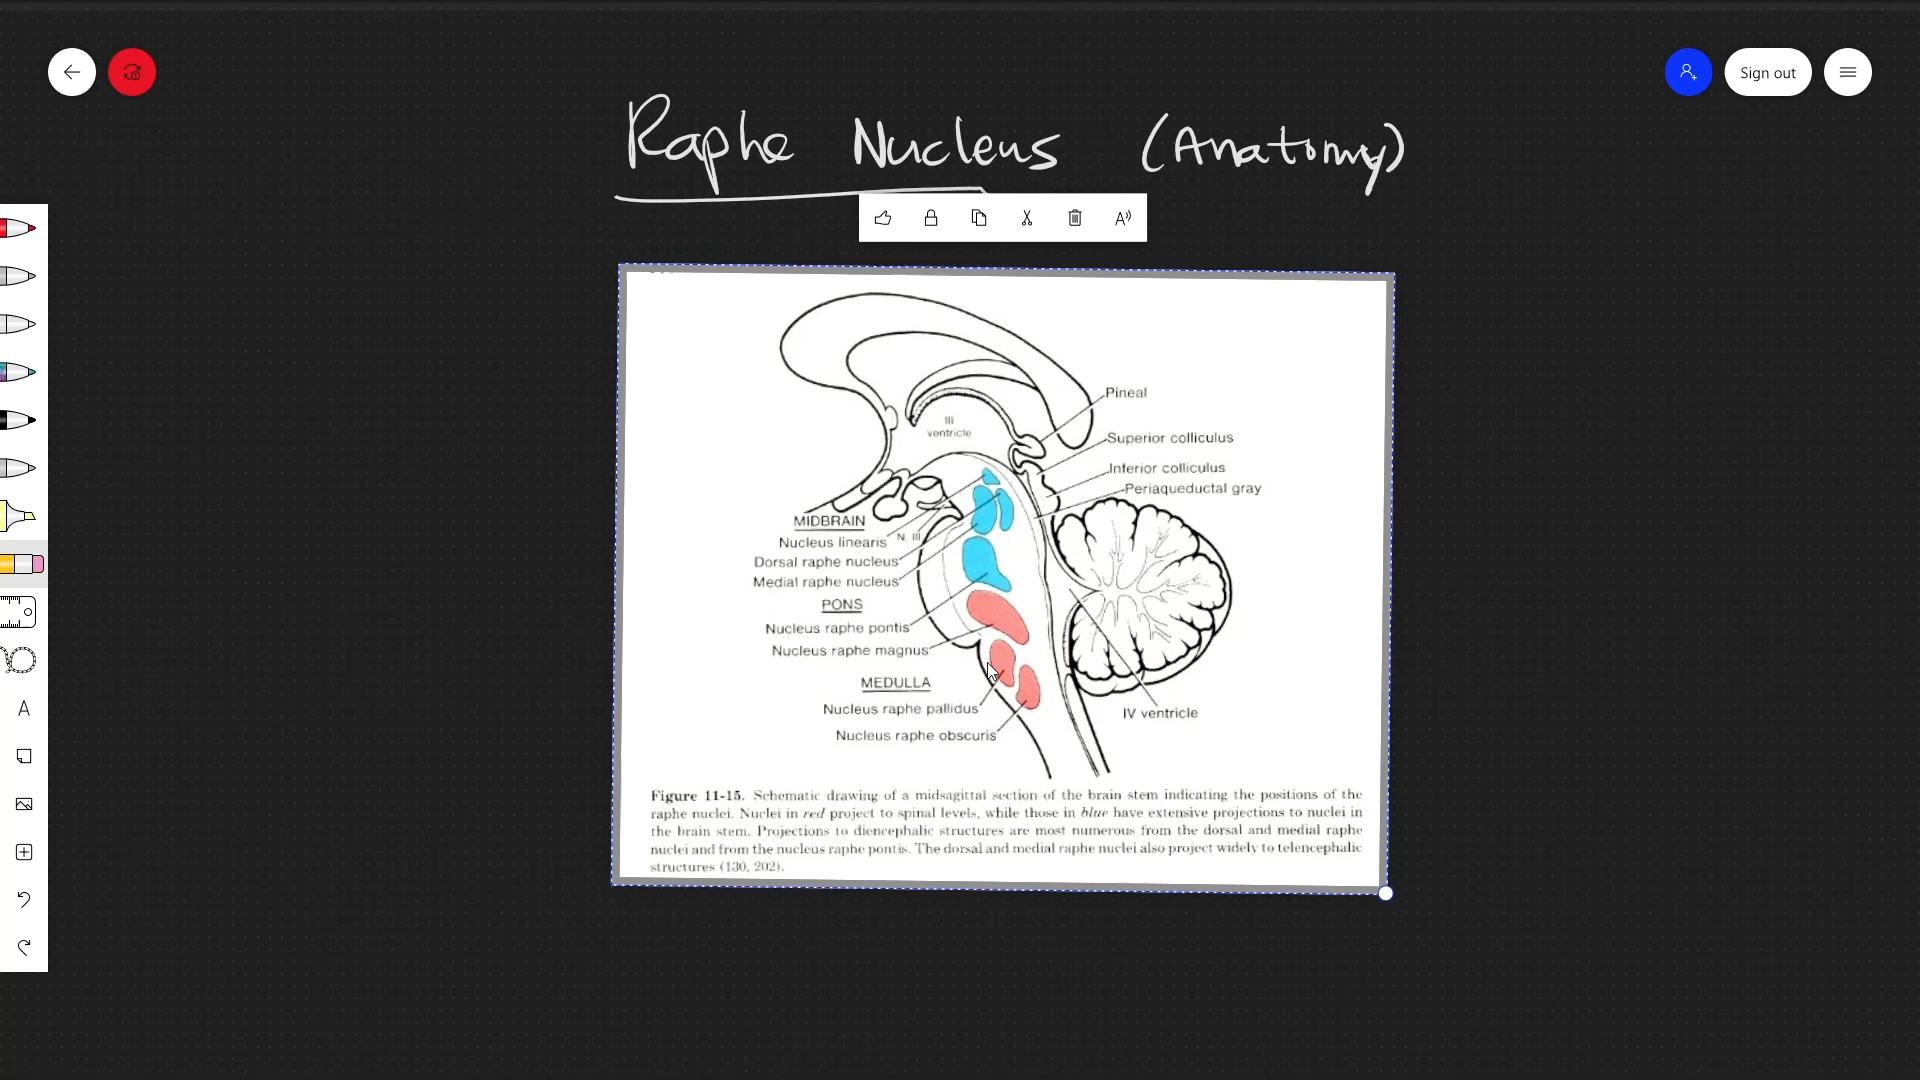 Sign out
Raphe Nucleus (Anatomy)
Pineal
III
ventricle
Superior colliculus
Inferior colliculus
Periaqueductal gray
MIDBRAIN
Nucleus linearis
N. III
Dorsal raphe nucleus
Medial raphe nucleus
PONS
Nucleus raphe pontis
Nucleus raphe magnus
MEDULLA
Nucleus raphe pallidus
IV ventricle
Nucleus raphe obscuris
Figure 11-15. Schematic drawing of a midsagittal section of the brain stem indicating the positions of the
raphe nuclei. Nuclei in red project to spinal levels, while those in blue have extensive projections to nuclei in
the brain stem. Projections to diencephalic structures are most numerous from the dorsal and medial raphe
nuclei and from the nucleus raphe pontis. The dorsal and medial raphe nuclei also project widely to telencephalic
structures (130, 202).